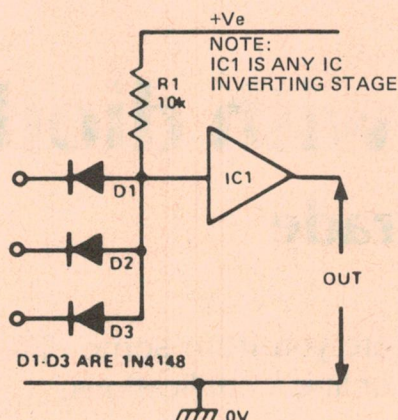 +Ve
NOTE:
IC1 IS ANY IC
INVERTING STAGE
R1
10k
D1
IC1
D2
OUT
D3
D1-D3 ARE 1N4148
0V